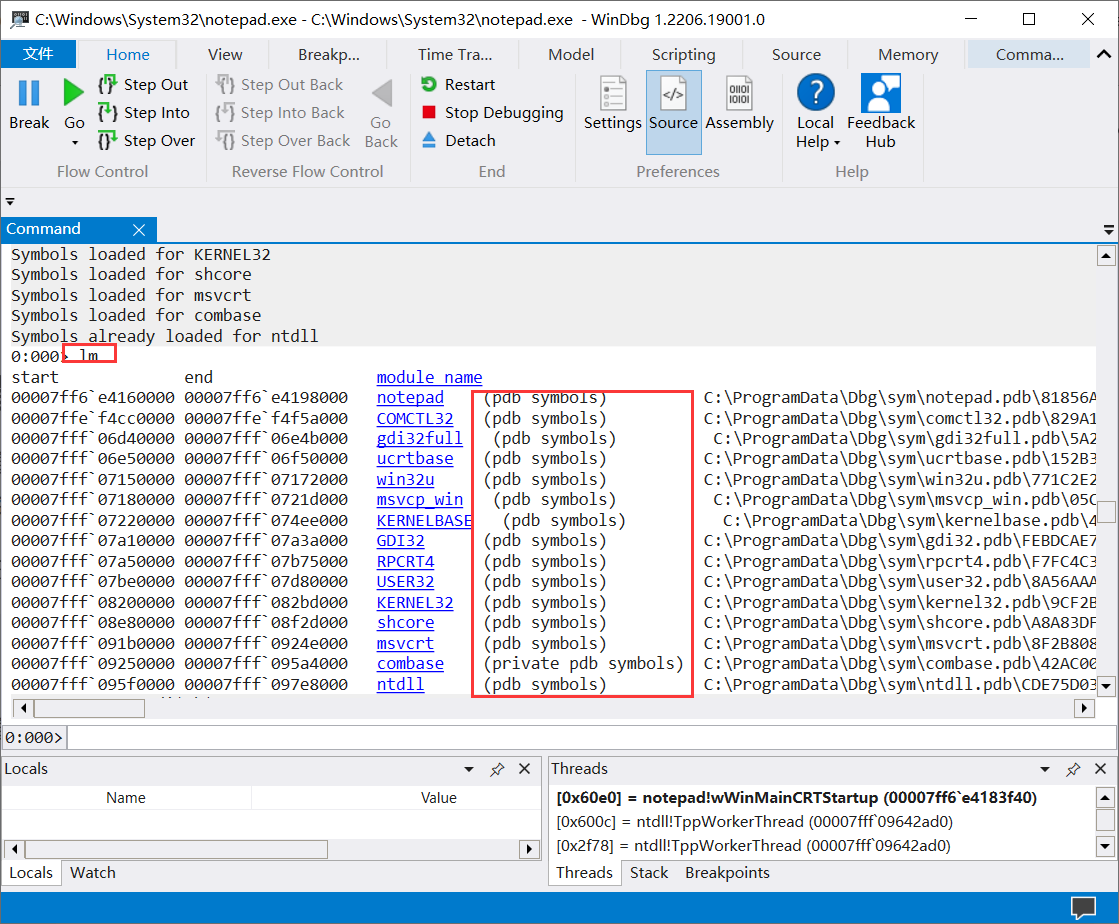 C:\Windows\System32\notepad.exe - C:\Windows\System32\notepad.exe - WinDbg 1.2206.19001.0
文件 Home View Breakp... Time Tra... Model Scripting Source Memory Comma...
Break Go Step Out Step Into Step Over Step Out Back Step Into Back Step Over Back Go Back Restart Stop Debugging Detach Settings Source Assembly Local Help Feedback Hub
Flow Control Reverse Flow Control End Preferences Help
Command
Symbols loaded for KERNEL32
Symbols loaded for shcore
Symbols loaded for msvcrt
Symbols loaded for combase
Symbols already loaded for ntdll
0:000> lm
start end module name
00007ff6`e4160000 00007ff6`e4198000 notepad (pdb symbols) C:\ProgramData\Dbg\sym\notepad.pdb\81856A
00007ffe`f4cc0000 00007ffe`f4f5a000 COMCTL32 (pdb symbols) C:\ProgramData\Dbg\sym\comctl32.pdb\829A1
00007fff`06d40000 00007fff`06e4b000 gdi32full (pdb symbols) C:\ProgramData\Dbg\sym\gdi32full.pdb\5A2
00007fff`06e50000 00007fff`06f50000 ucrtbase (pdb symbols) C:\ProgramData\Dbg\sym\ucrtbase.pdb\152B3
00007fff`07150000 00007fff`07172000 win32u (pdb symbols) C:\ProgramData\Dbg\sym\win32u.pdb\771C2E2
00007fff`07180000 00007fff`0721d000 msvcp_win (pdb symbols) C:\ProgramData\Dbg\sym\msvcp_win.pdb\05C
00007fff`07220000 00007fff`074ee000 KERNELBASE (pdb symbols) C:\ProgramData\Dbg\sym\kernelbase.pdb\4
00007fff`07a10000 00007fff`07a3a000 GDI32 (pdb symbols) C:\ProgramData\Dbg\sym\gdi32.pdb\FEBDCAE7
00007fff`07a50000 00007fff`07b75000 RPCRT4 (pdb symbols) C:\ProgramData\Dbg\sym\rpcrt4.pdb\F7FC4C3
00007fff`07be0000 00007fff`07d80000 USER32 (pdb symbols) C:\ProgramData\Dbg\sym\user32.pdb\8A56AAA
00007fff`08200000 00007fff`082bd000 KERNEL32 (pdb symbols) C:\ProgramData\Dbg\sym\kernel32.pdb\9CF2B
00007fff`08e80000 00007fff`08f2d000 shcore (pdb symbols) C:\ProgramData\Dbg\sym\shcore.pdb\A8A83DF
00007fff`091b0000 00007fff`0924e000 msvcrt (pdb symbols) C:\ProgramData\Dbg\sym\msvcrt.pdb\8F2B808
00007fff`09250000 00007fff`095a4000 combase (private pdb symbols) C:\ProgramData\Dbg\sym\combase.pdb\42AC00
00007fff`095f0000 00007fff`097e8000 ntdll (pdb symbols) C:\ProgramData\Dbg\sym\ntdll.pdb\CDE75D03
0:000>
Locals
Name Value
Locals Watch
Threads
[0x60e0] = notepad!wWinMainCRTStartup (00007ff6`e4183f40)
[0x600c] = ntdll!TppWorkerThread (00007fff`09642ad0)
[0x2f78] = ntdll!TppWorkerThread (00007fff`09642ad0)
Threads Stack Breakpoints